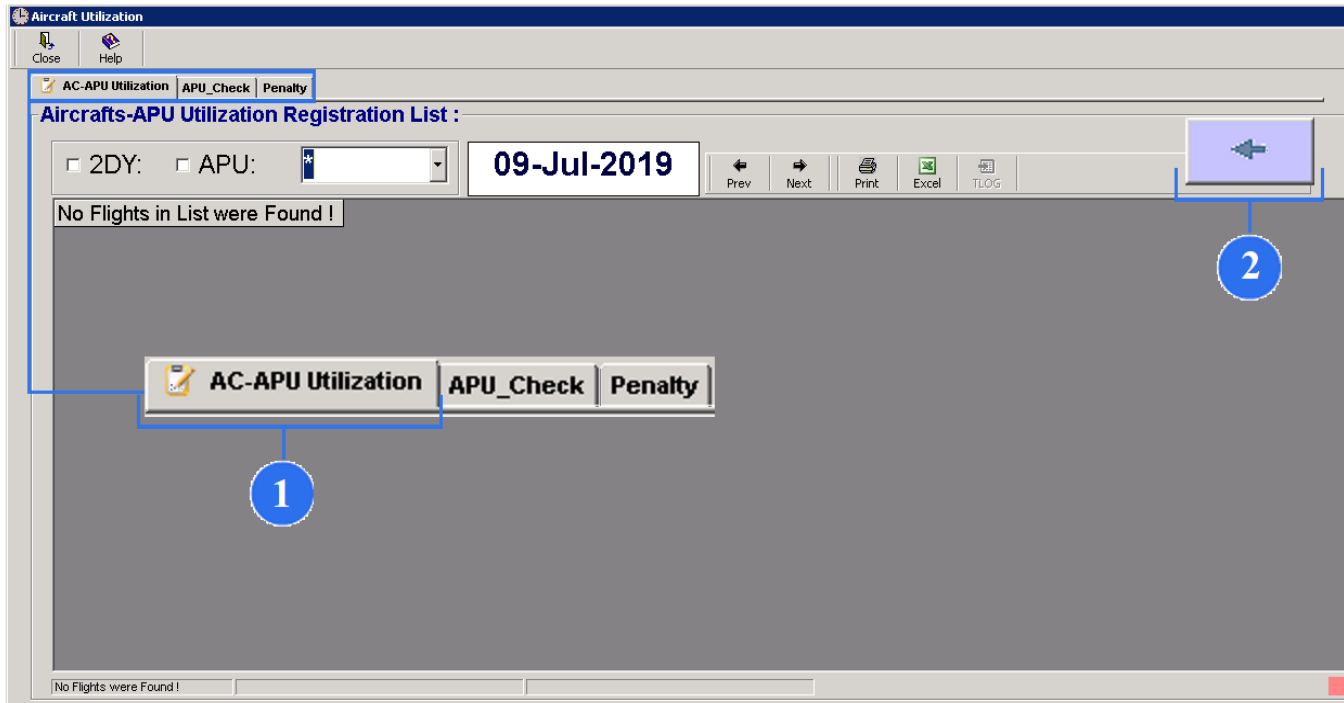 Aircraft Utilization
Close Help
AC-APU Utilization APU_Check Penalty
Aircrafts-APU Utilization Registration List :
2DY: APU: * 09-Jul-2019 Prev Next Print Excel TLOG
No Flights in List were Found !
2
AC-APU Utilization APU_Check Penalty
1
No Flights were Found !